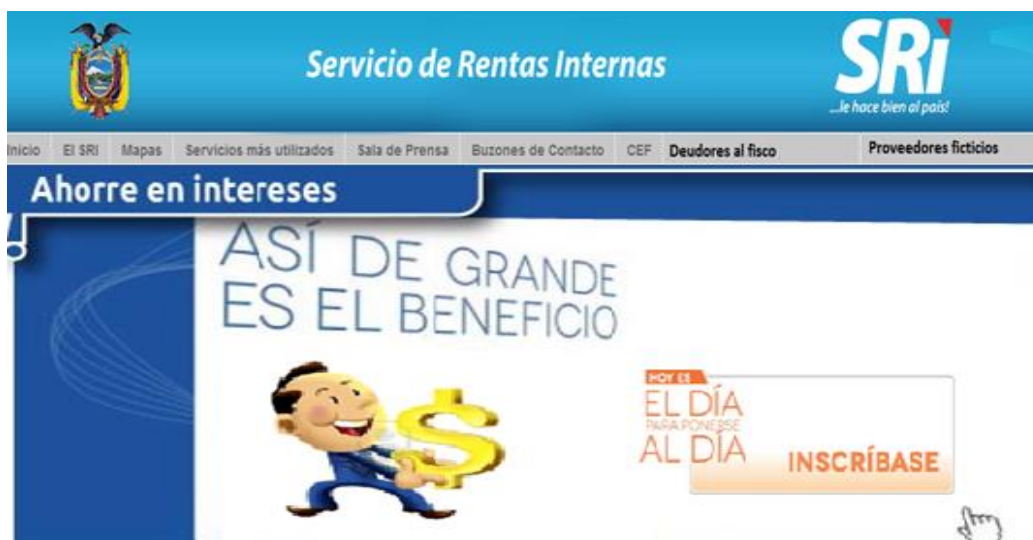 Servicio de Rentas Internas
SRi
...le hace bien al país!
Inicio El SRI Mapas Servicios más utilizados Sala de Prensa Buzones de Contacto CEF Deudores al fisco Proveedores ficticios
Ahorre en intereses
ASÍ DE GRANDE
ES EL BENEFICIO
HOY ES
EL DÍA
PARA PONERSE
AL DÍA
INSCRÍBASE